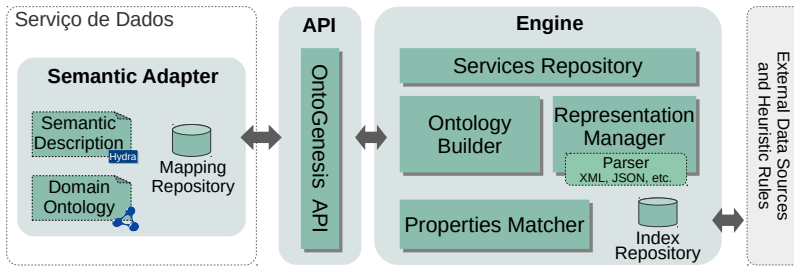 Serviço de Dados
Semantic Adapter
Semantic
Description
Hydra
Domain
Ontology
Mapping
Repository
API
OntoGenesis API
Engine
Services Repository
Ontology
Builder
Representation
Manager
Parser
XML, JSON, etc.
Properties Matcher
Index
Repository
External Data Sources
and Heuristic Rules